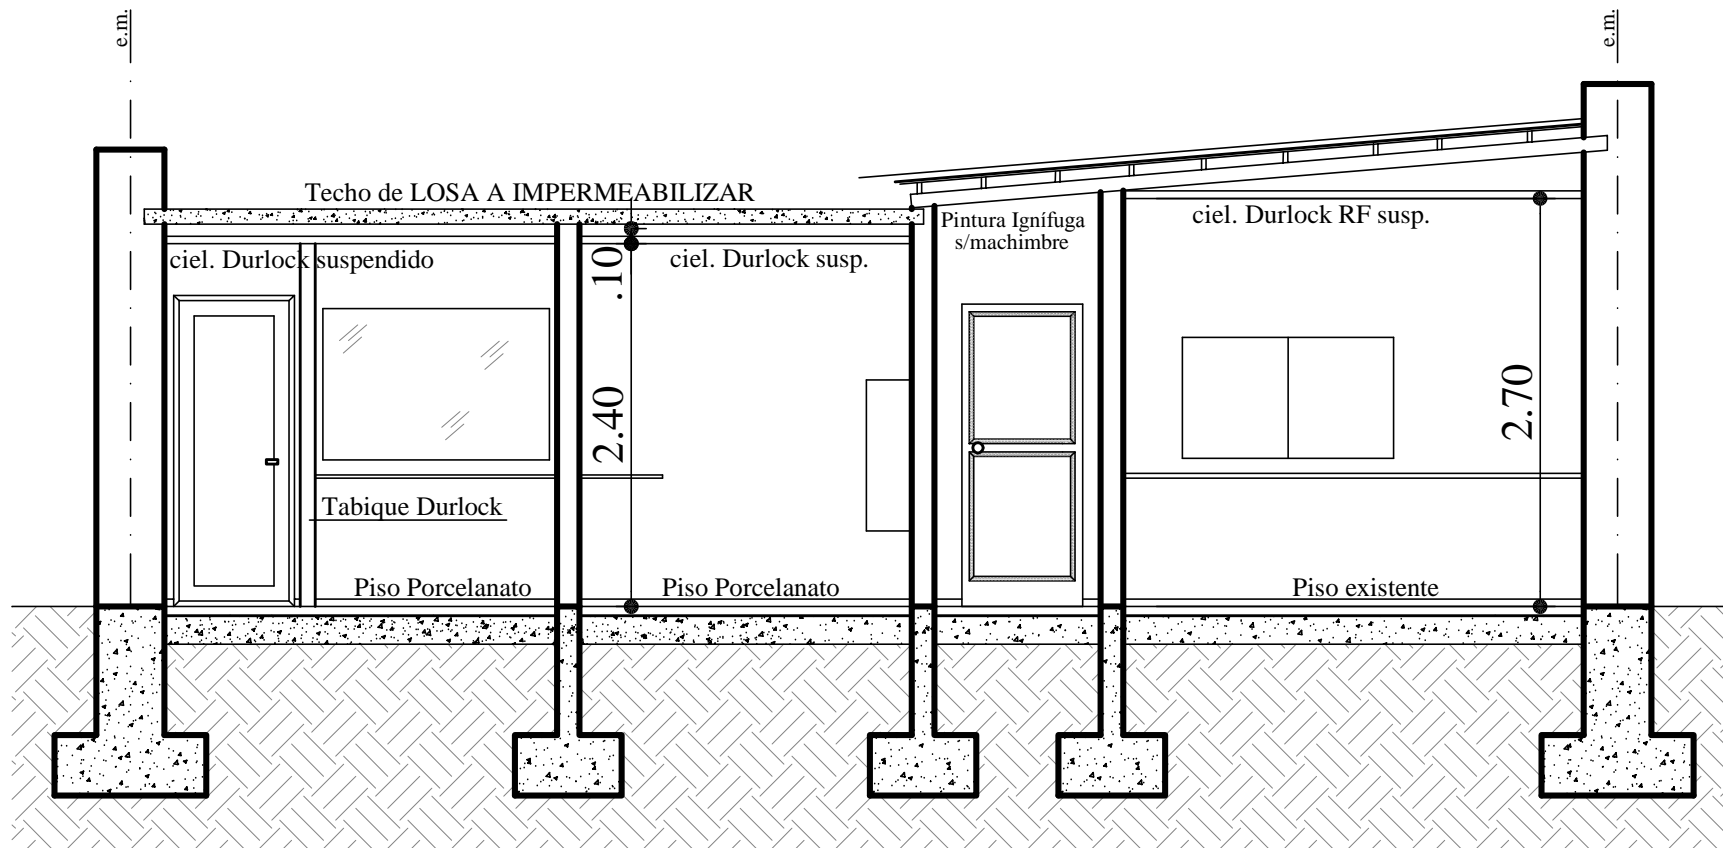 e.m.
e.m.
Techo de LOSA A IMPERMEABILIZAR
Pintura Ignífuga
s/machimbre
ciel. Durlock RF susp.
ciel. Durlock suspendido
.10
ciel. Durlock susp.
2.40
2.70
Tabique Durlock
Piso Porcelanato
Piso Porcelanato
Piso existente